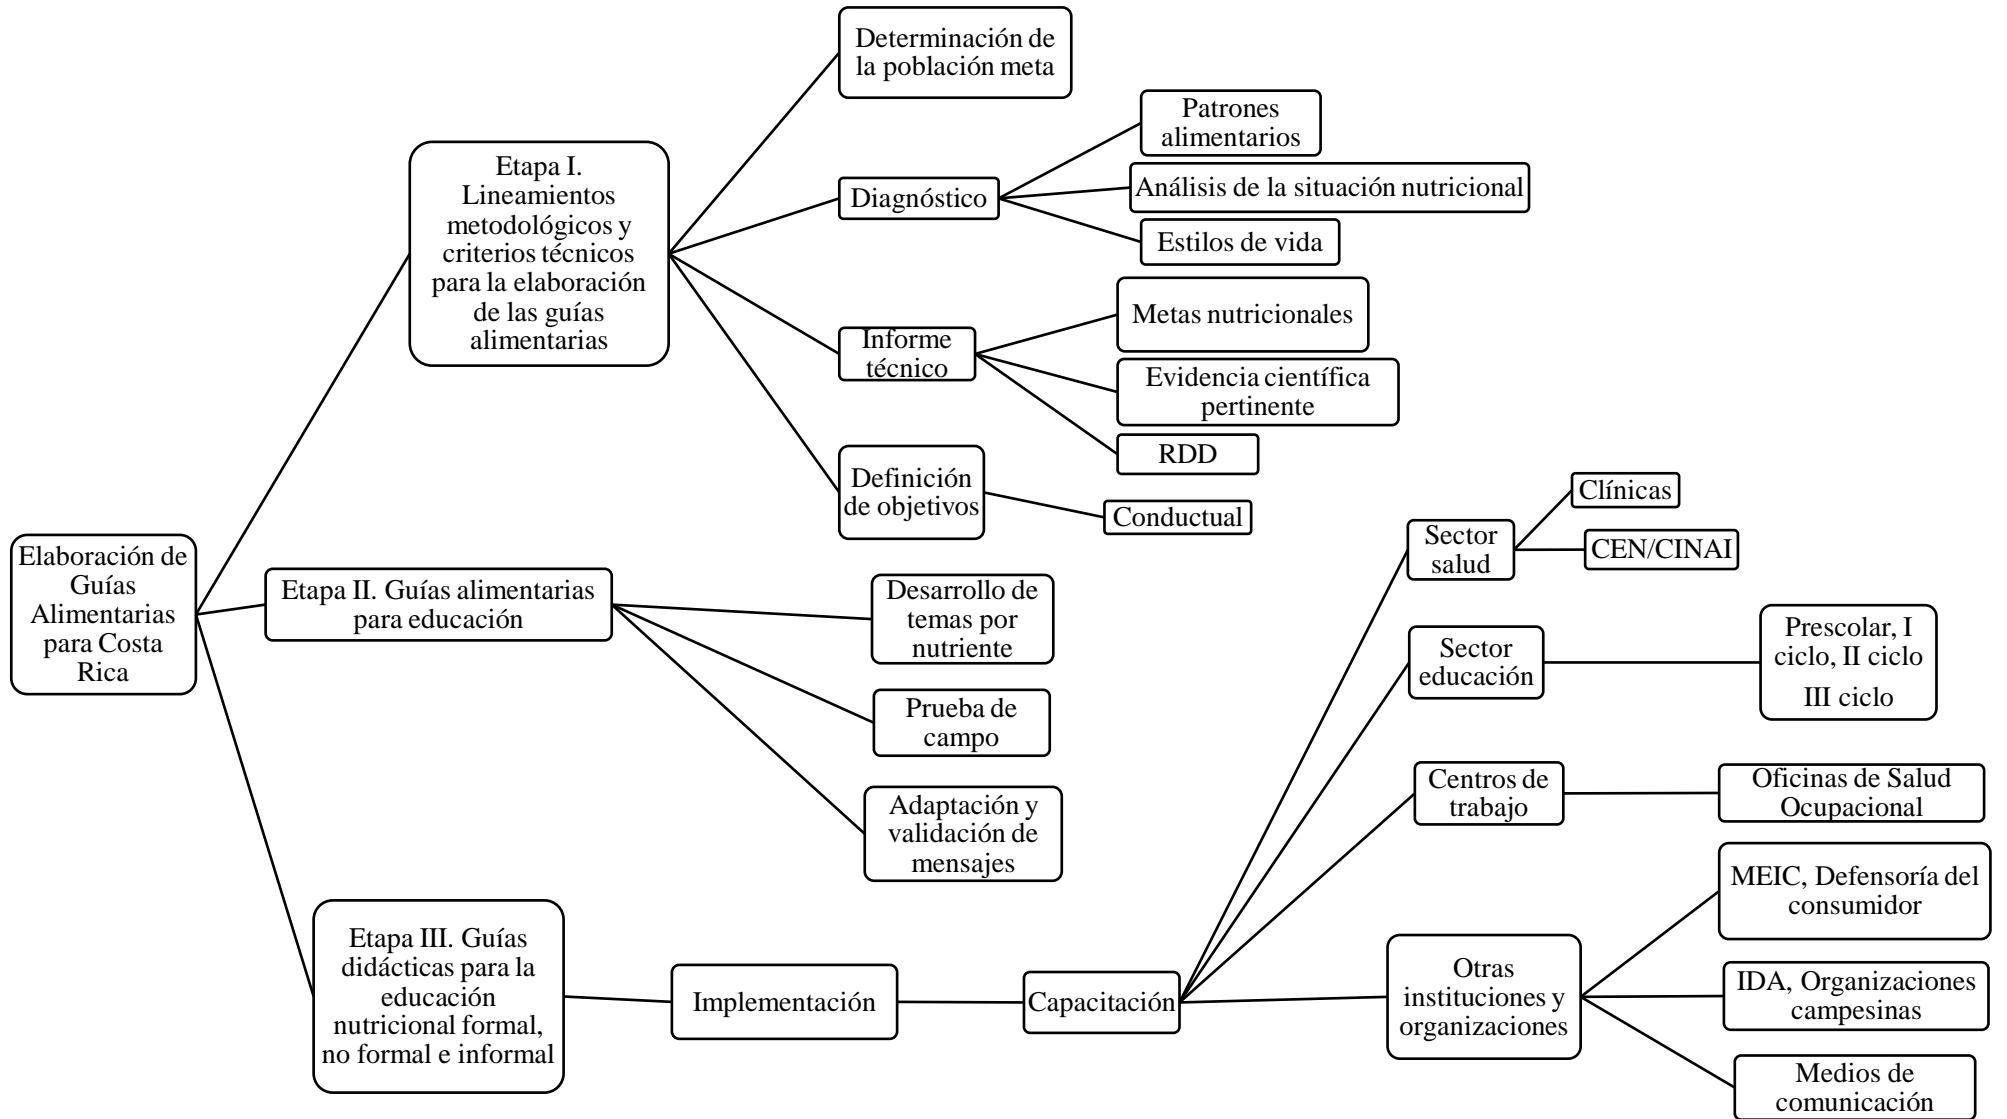 Elaboración de
Guías
Alimentarias
para Costa
Rica
Etapa I.
Lineamientos
metodológicos y
criterios técnicos
para la elaboración
de las guías
alimentarias
Determinación de
la población meta
Diagnóstico
Patrones
alimentarios
Análisis de la situación nutricional
Estilos de vida
Informe
técnico
Metas nutricionales
Evidencia científica
pertinente
RDD
Definición
de objetivos
Conductual
Etapa II. Guías alimentarias
para educación
Desarrollo de
temas por
nutriente
Prueba de
campo
Adaptación y
validación de
mensajes
Etapa III. Guías
didácticas para la
educación
nutricional formal,
no formal e informal
Implementación
Capacitación
Sector
salud
Clínicas
CEN/CINAI
Sector
educación
Prescolar, I
ciclo, II ciclo
III ciclo
Centros de
trabajo
Oficinas de Salud
Ocupacional
Otras
instituciones y
organizaciones
MEIC, Defensoría del
consumidor
IDA, Organizaciones
campesinas
Medios de
comunicación